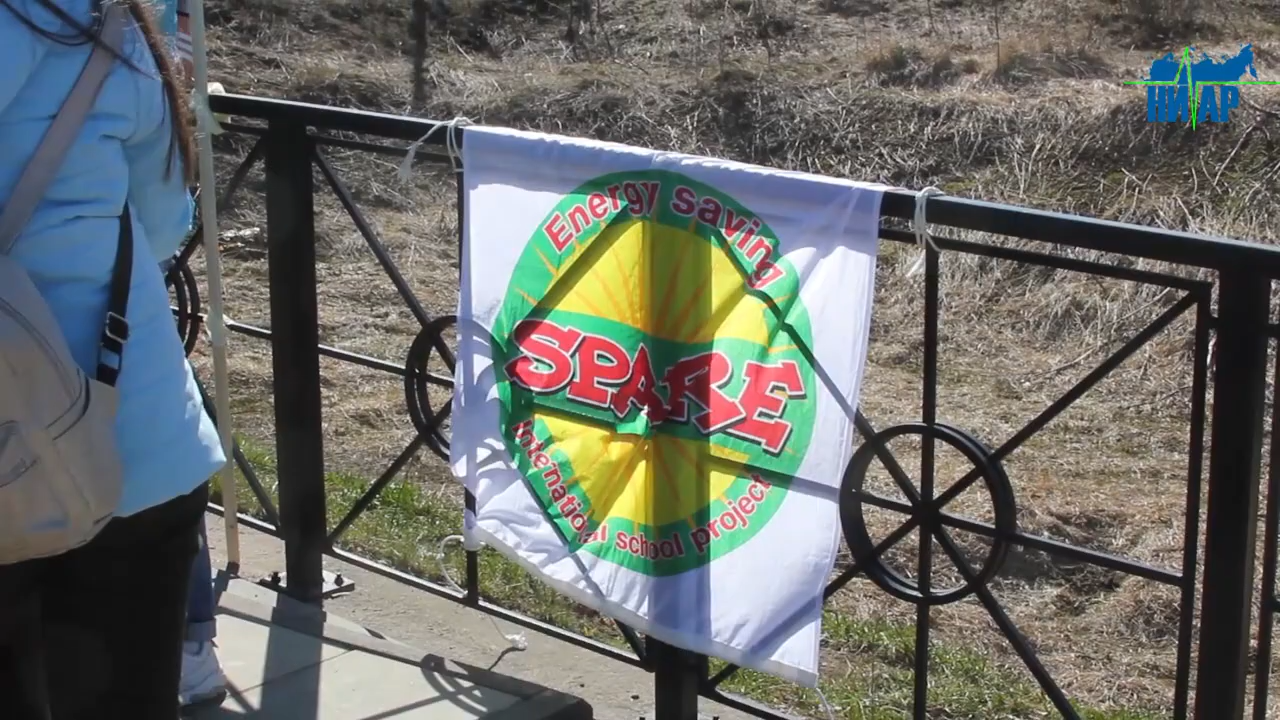 НИАР
Energy saving
SPARE
International school project